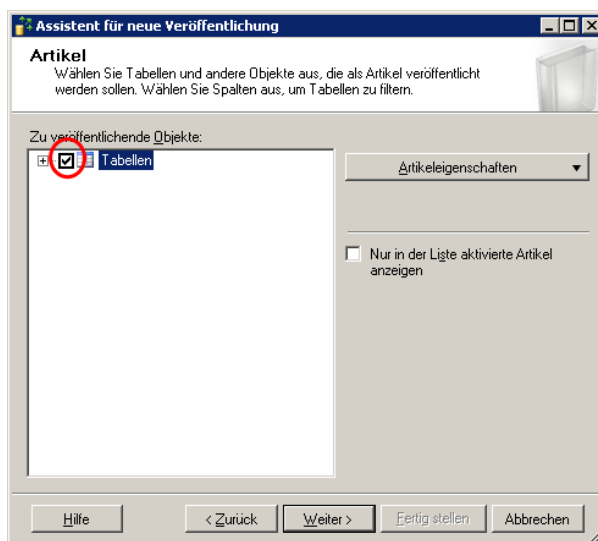 Assistent für neue Veröffentlichung
Artikel
Wählen Sie Tabellen und andere Objekte aus, die als Artikel veröffentlicht
werden sollen. Wählen Sie Spalten aus, um Tabellen zu filtern.
Zu veröffentlichende Objekte:
Tabellen
Artikeleigenschaften
Nur in der Liste aktivierte Artikel
anzeigen
Hilfe
< Zurück
Weiter >
Fertig stellen
Abbrechen